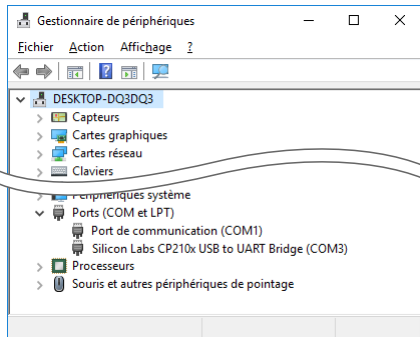 Gestionnaire de périphériques
Fichier Action Affichage ?
DESKTOP-DQ3DQ3
Capteurs
Cartes graphiques
Cartes réseau
Claviers
Périphériques système
Ports (COM et LPT)
Port de communication (COM1)
Silicon Labs CP210x USB to UART Bridge (COM3)
Processeurs
Souris et autres périphériques de pointage